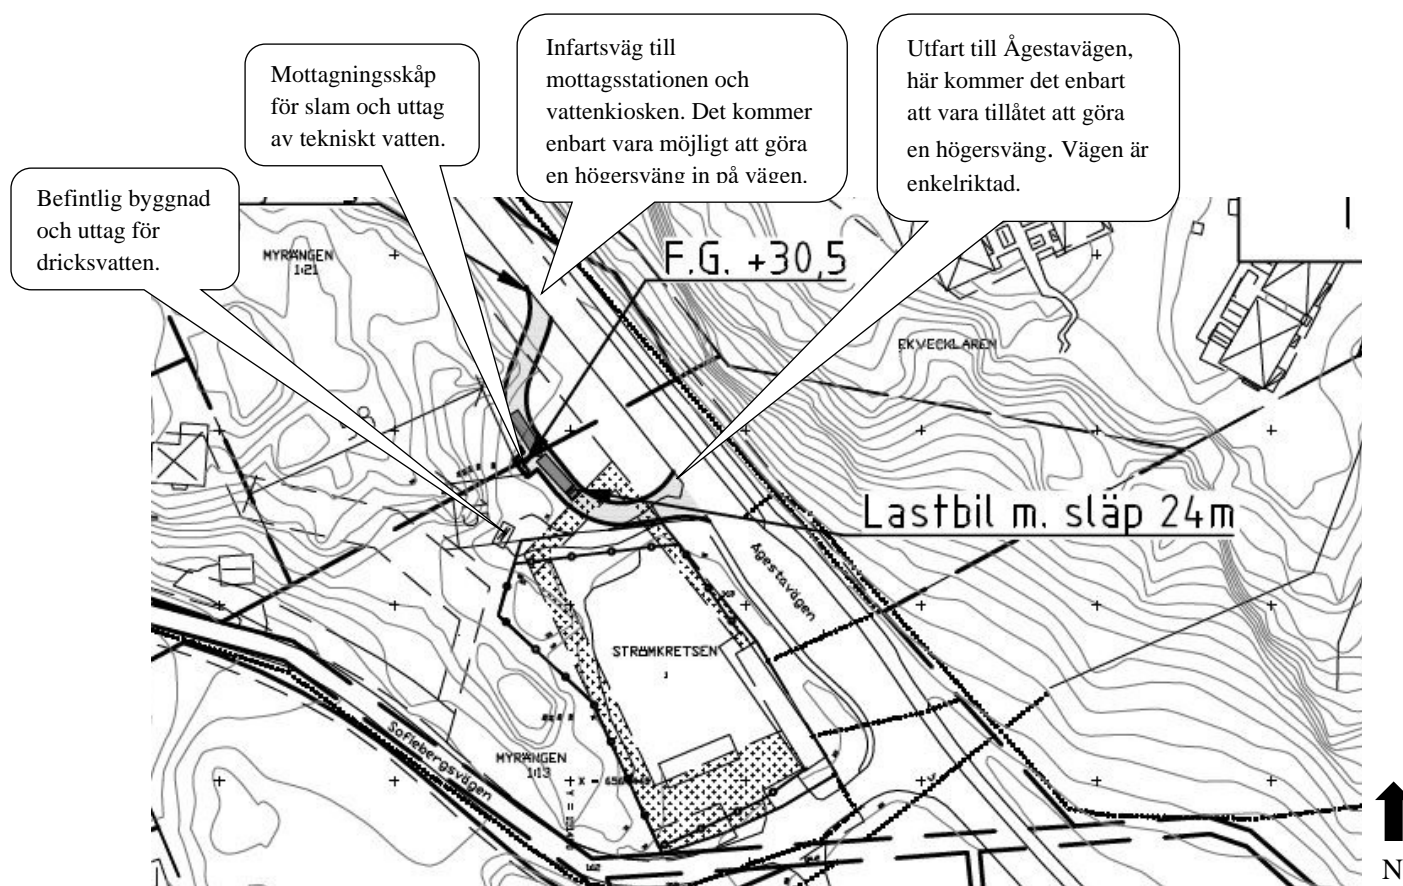 Mottagningsskåp
för slam och uttag
av tekniskt vatten.
Infartsväg till
mottagsstationen och
vattenkiosken. Det kommer
enbart vara möjligt att göra
en högersväng in på vägen.
Utfart till Ågestavägen,
här kommer det enbart
att vara tillåtet att göra
en högersväng. Vägen är
enkelriktad.
Befintlig byggnad
och uttag för
dricksvatten.
MYRÄNGEN
1:21
F.G. +30,5
EKVECKLAREN
Lastbil m. släp 24m
Ågestavägen
STRÖMKRETSEN
Sofiebergsvägen
MYRÄNGEN
1:13
N